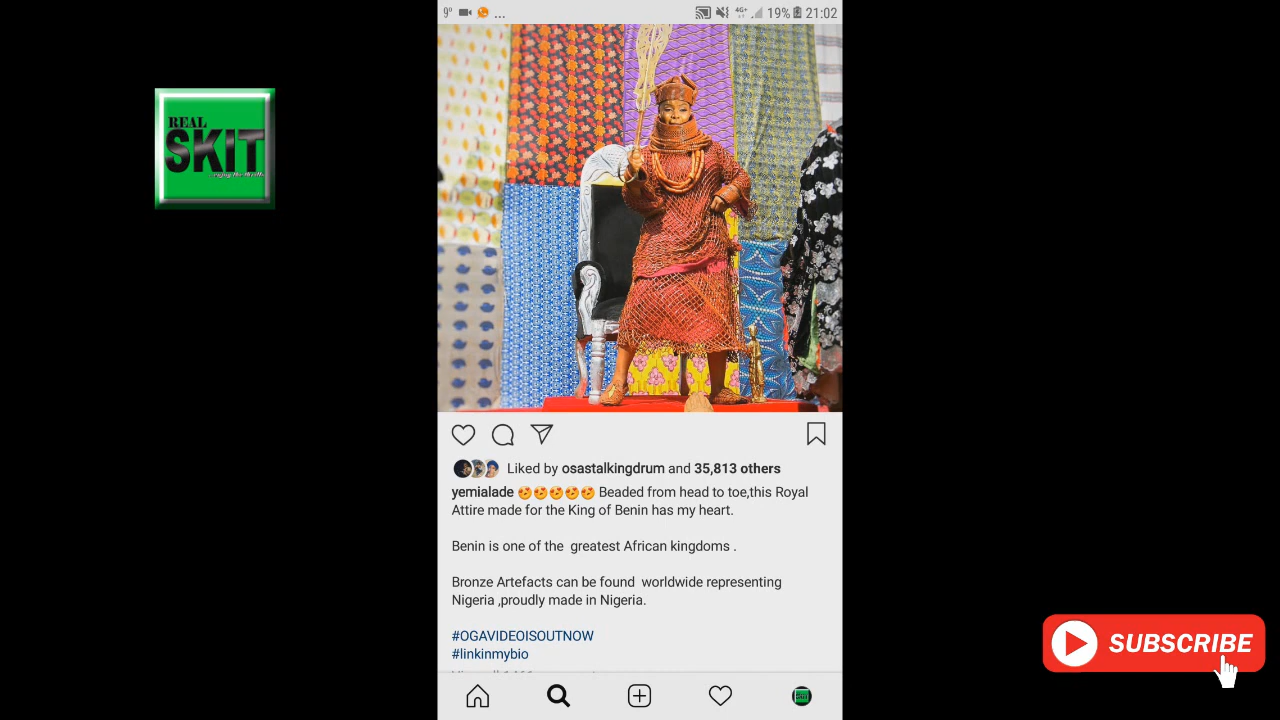 9°
...
4G+
19%
21:02
REAL
SKIT
Liked by osastalkingdrum and 35,813 others
yemialade 😍😍😍😍😍 Beaded from head to toe,this Royal
Attire made for the King of Benin has my heart.
Benin is one of the  greatest African kingdoms .
Bronze Artefacts can be found  worldwide representing
Nigeria ,proudly made in Nigeria.
#OGAVIDEOISOUTNOW
#linkinmybio
SUBSCRIBE